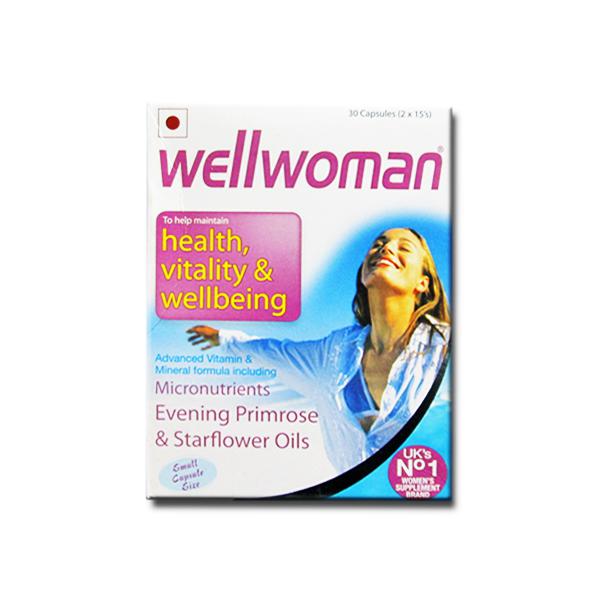 30 Capsules (2 x 15's)
wellwoman®
To help maintain
health,
vitality &
wellbeing
Advanced Vitamin &
Mineral formula including
Micronutrients
Evening Primrose
& Starflower Oils
Small
Capsule
Size
UK's
No1
WOMEN'S
SUPPLEMENT
BRAND